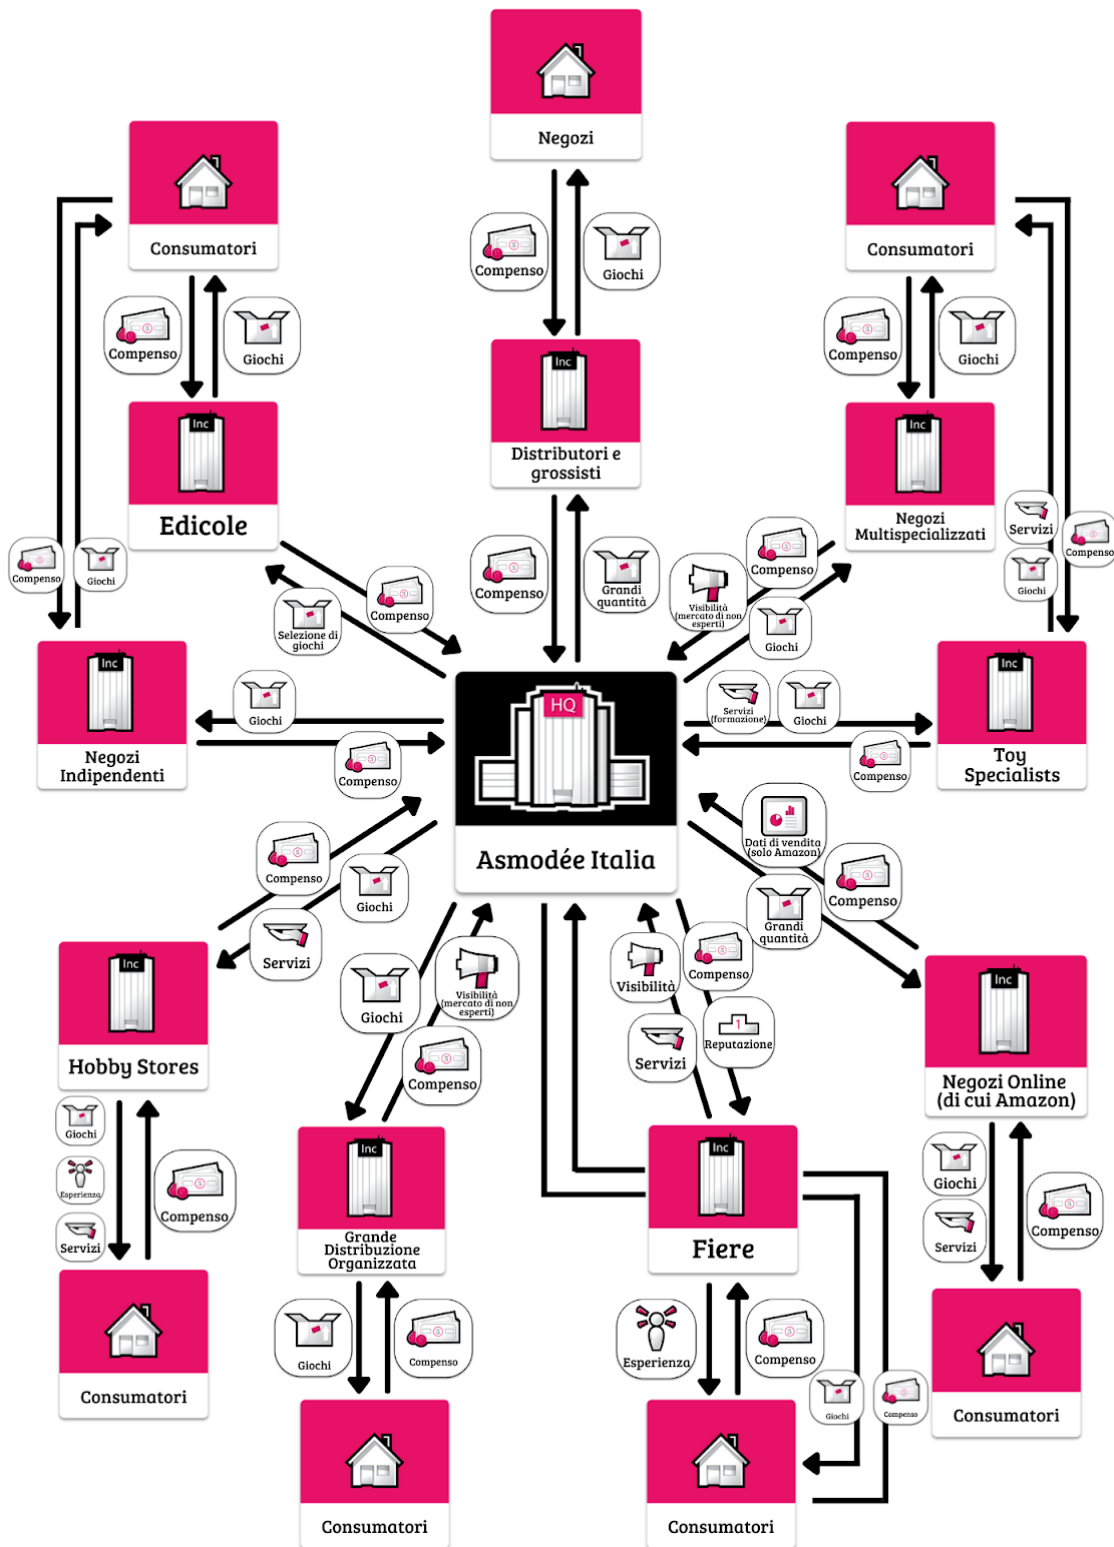 Negozi
Consumatori
Consumatori
Compenso
Giochi
Compenso
Giochi
Compenso
Giochi
Inc
Distributori e
grossisti
Inc
Edicole
Inc
Negozi
Multispecializzati
Servizi
Compenso
Giochi
Compenso
Giochi
Compenso
Selezione di
giochi
Compenso
Grandi
quantità
Compenso
Visibilità
(mercato di non
esperti)
Giochi
Inc
Negozi
Indipendenti
Giochi
Compenso
HQ
Asmodée Italia
Servizi
(formazione)
Giochi
Compenso
Inc
Toy
Specialists
Compenso
Giochi
Servizi
Dati di vendita
(solo Amazon)
Compenso
Grandi
quantità
Inc
Hobby Stores
Giochi
Visibilità
(mercato di non
esperti)
Compenso
Visibilità
Compenso
Servizi
1
Reputazione
Inc
Negozi Online
(di cui Amazon)
Giochi
Esperienza
Servizi
Compenso
Inc
Grande
Distribuzione
Organizzata
Inc
Fiere
Giochi
Servizi
Compenso
Consumatori
Giochi
Compenso
Esperienza
Compenso
Giochi
Compenso
Consumatori
Consumatori
Consumatori